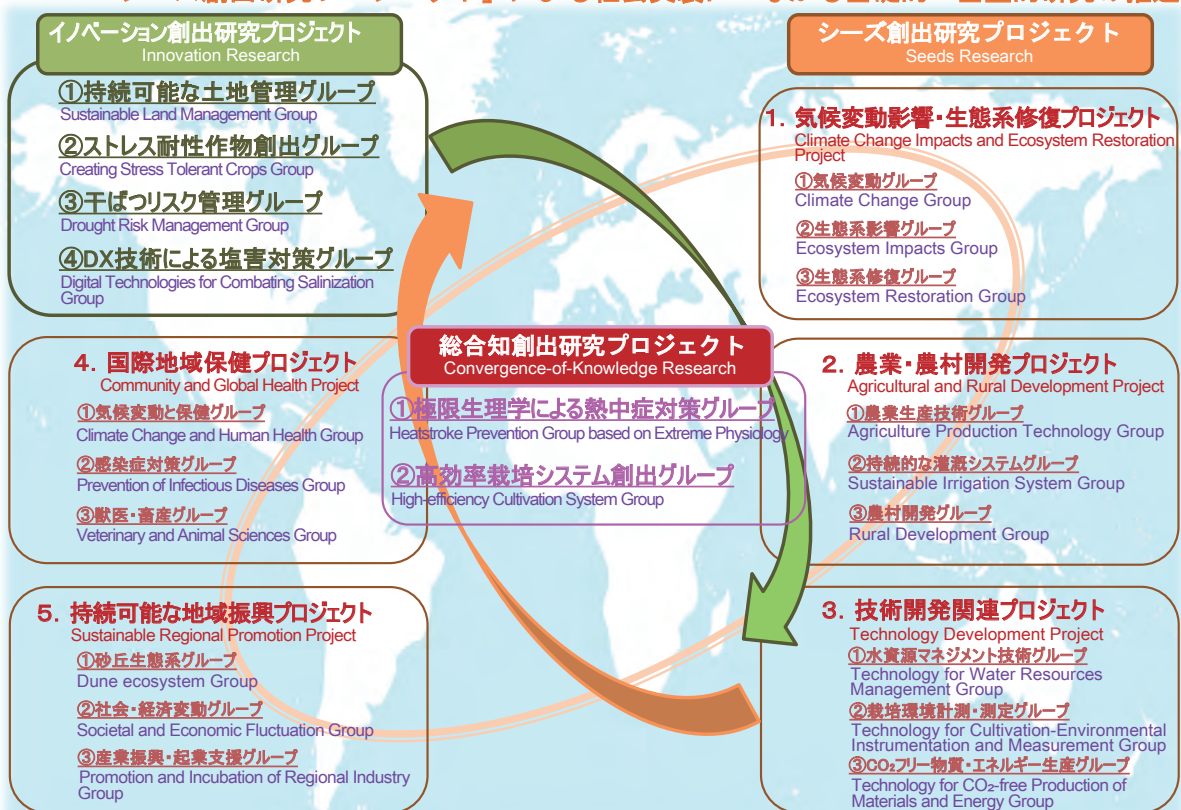 イノベーション創出研究プロジェクト
Innovation Research
①持続可能な土地管理グループ
Sustainable Land Management Group
②ストレス耐性作物創出グループ
Creating Stress Tolerant Crops Group
③干ばつリスク管理グループ
Drought Risk Management Group
④DX技術による塩害対策グループ
Digital Technologies for Combating Salinization
Group
シーズ創出研究プロジェクト
Seeds Research
1. 気候変動影響・生態系修復プロジェクト
Climate Change Impacts and Ecosystem Restoration
Project
①気候変動グループ
Climate Change Group
②生態系影響グループ
Ecosystem Impacts Group
③生態系修復グループ
Ecosystem Restoration Group
総合知創出研究プロジェクト
Convergence-of-Knowledge Research
①極限生理学による熱中症対策グループ
Heatstroke Prevention Group based on Extreme Physiology
②高効率栽培システム創出グループ
High-efficiency Cultivation System Group
2. 農業・農村開発プロジェクト
Agricultural and Rural Development Project
①農業生産技術グループ
Agriculture Production Technology Group
②持続的な灌漑システムグループ
Sustainable Irrigation System Group
③農村開発グループ
Rural Development Group
3. 技術開発関連プロジェクト
Technology Development Project
①水資源マネジメント技術グループ
Technology for Water Resources
Management Group
②栽培環境計測・測定グループ
Technology for Cultivation-Environmental
Instrumentation and Measurement Group
③CO₂フリー物質・エネルギー生産グループ
Technology for CO₂-free Production of
Materials and Energy Group
4. 国際地域保健プロジェクト
Community and Global Health Project
①気候変動と保健グループ
Climate Change and Human Health Group
②感染症対策グループ
Prevention of Infectious Diseases Group
③獣医・畜産グループ
Veterinary and Animal Sciences Group
5. 持続可能な地域振興プロジェクト
Sustainable Regional Promotion Project
①砂丘生態系グループ
Dune ecosystem Group
②社会・経済変動グループ
Societal and Economic Fluctuation Group
③産業振興・起業支援グループ
Promotion and Incubation of Regional Industry
Group